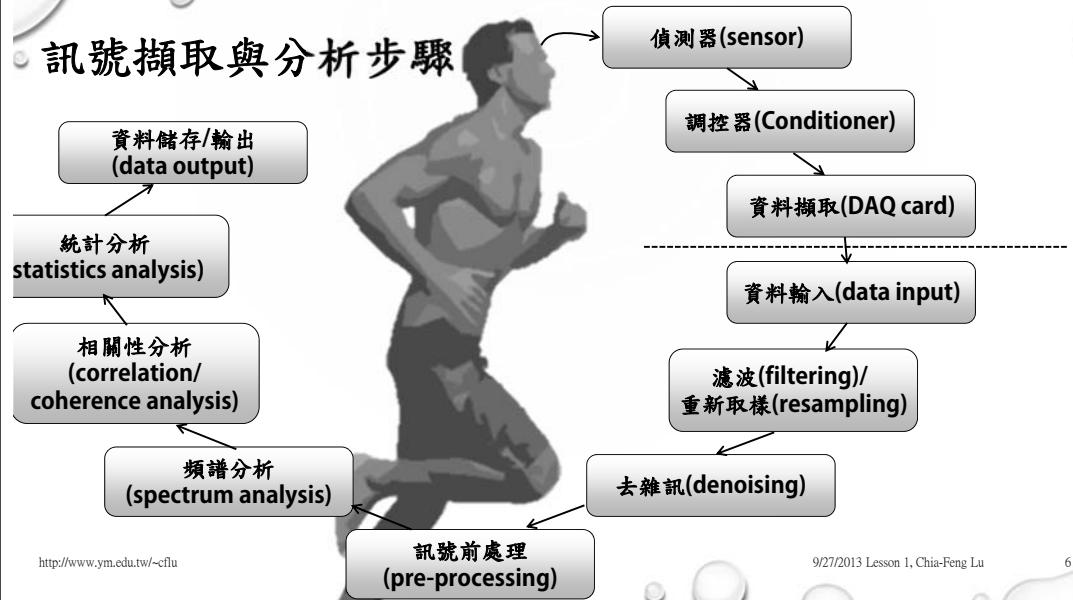 訊號擷取與分析步驟
偵測器(sensor)
調控器(Conditioner)
資料擷取(DAQ card)
資料輸入(data input)
濾波(filtering)/
重新取樣(resampling)
去雜訊(denoising)
訊號前處理
(pre-processing)
頻譜分析
(spectrum analysis)
相關性分析
(correlation/
coherence analysis)
統計分析
statistics analysis)
資料儲存/輸出
(data output)
http://www.ym.edu.tw/~cflu
9/27/2013 Lesson 1, Chia-Feng Lu
6